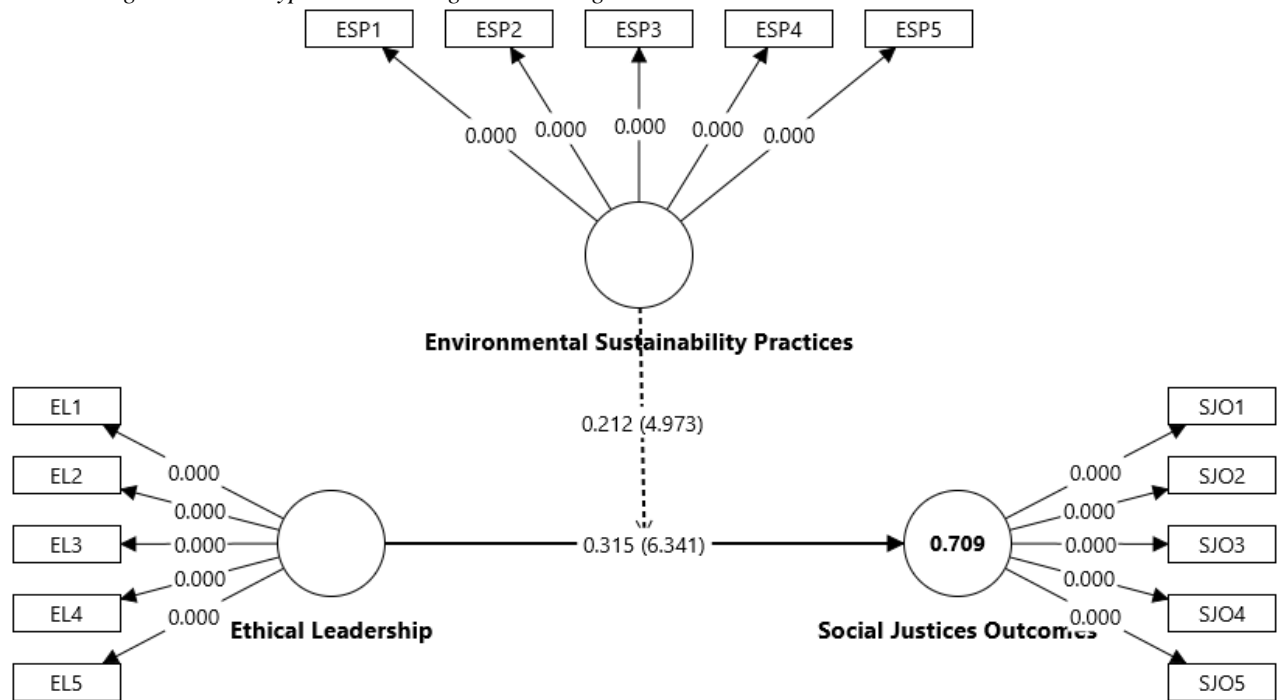 ESP1 ESP2 ESP3 ESP4 ESP5
0.000 0.000 0.000 0.000 0.000
Environmental Sustainability Practices
EL1 SJO1
0.212 (4.973)
0.000 0.000
EL2 SJO2
0.000 0.000
EL3 0.000 0.315 (6.341) 0.709 0.000 SJO3
0.000 0.000
EL4 SJO4
0.000 0.000
Ethical Leadership Social Justices Outcomes
EL5 SJO5